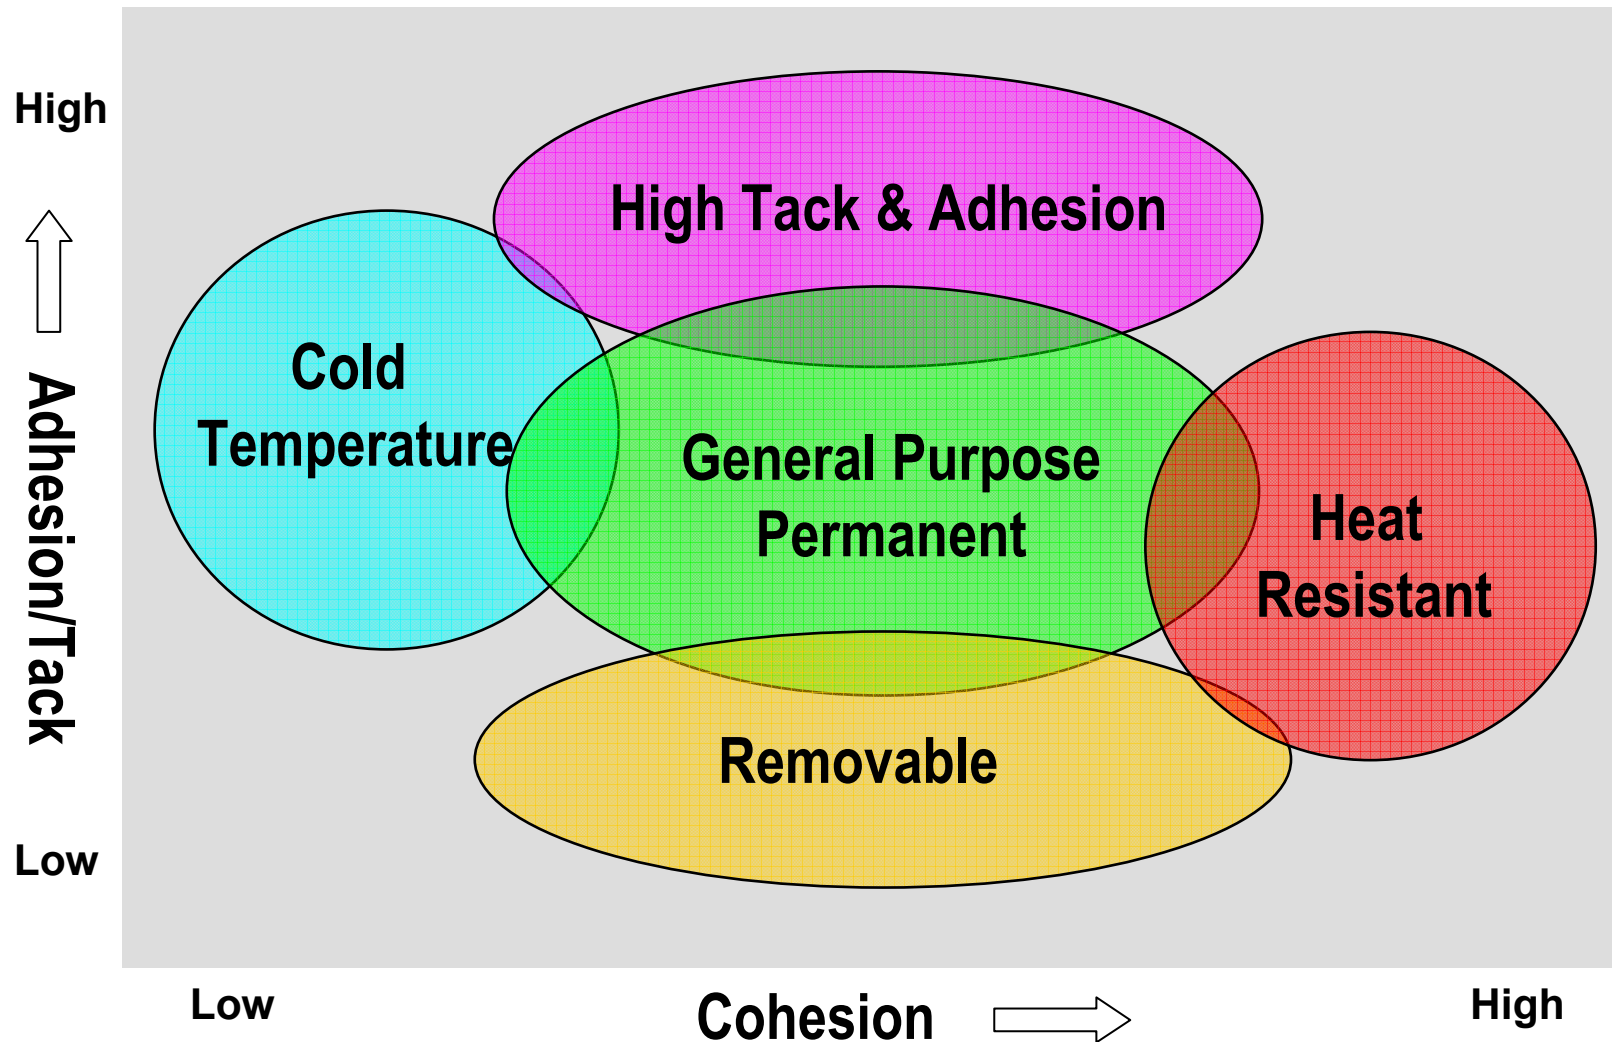 High
High Tack & Adhesion
Cold
Temperature
General Purpose
Permanent
Heat
Resistant
Adhesion/Tack
Removable
Low
Low
Cohesion
High